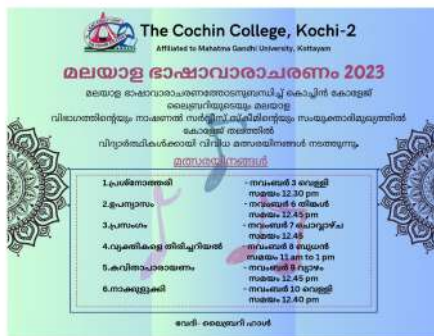 The Cochin College, Kochi-2
Affiliated to Mahatma Gandhi University, Kottayam
മലയാള ഭാഷാവാരാചരണം 2023
മലയാള ഭാഷാവാരാചരണത്തോടനുബന്ധിച്ച് കൊച്ചിൻ കോളേജ്
ലൈബ്രറിയുടെയും മലയാള
വിഭാഗത്തിന്റെയും നാഷണൽ സർവ്വീസ് സ്കീമിന്റെയും സംയുക്താഭിമുഖ്യത്തിൽ
കോളേജ് തലത്തിൽ
വിദ്യാർത്ഥികൾക്കായി വിവിധ മത്സരയിനങ്ങൾ നടത്തുന്നു.
മത്സരയിനങ്ങൾ
1.പ്രശ്നോത്തരി - നവംബർ 3 വെള്ളി
സമയം 12.30 pm
2.ഉപന്യാസം - നവംബർ 6 തിങ്കൾ
സമയം 12.45 pm
3.പ്രസംഗം - നവംബർ 7 ചൊവ്വാഴ്ച
സമയം 12.45
4.വ്യക്തികളെ തിരിച്ചറിയൽ - നവംബർ 8 ബുധൻ
സമയം 11 am to 1 pm
5.കവിതാപാരായണം - നവംബർ 9 വ്യാഴം
സമയം 12.45 pm
6.നാക്കുളുക്കി - നവംബർ 10 വെള്ളി
സമയം 12.40 pm
വേദി- ലൈബ്രറി ഹാൾ